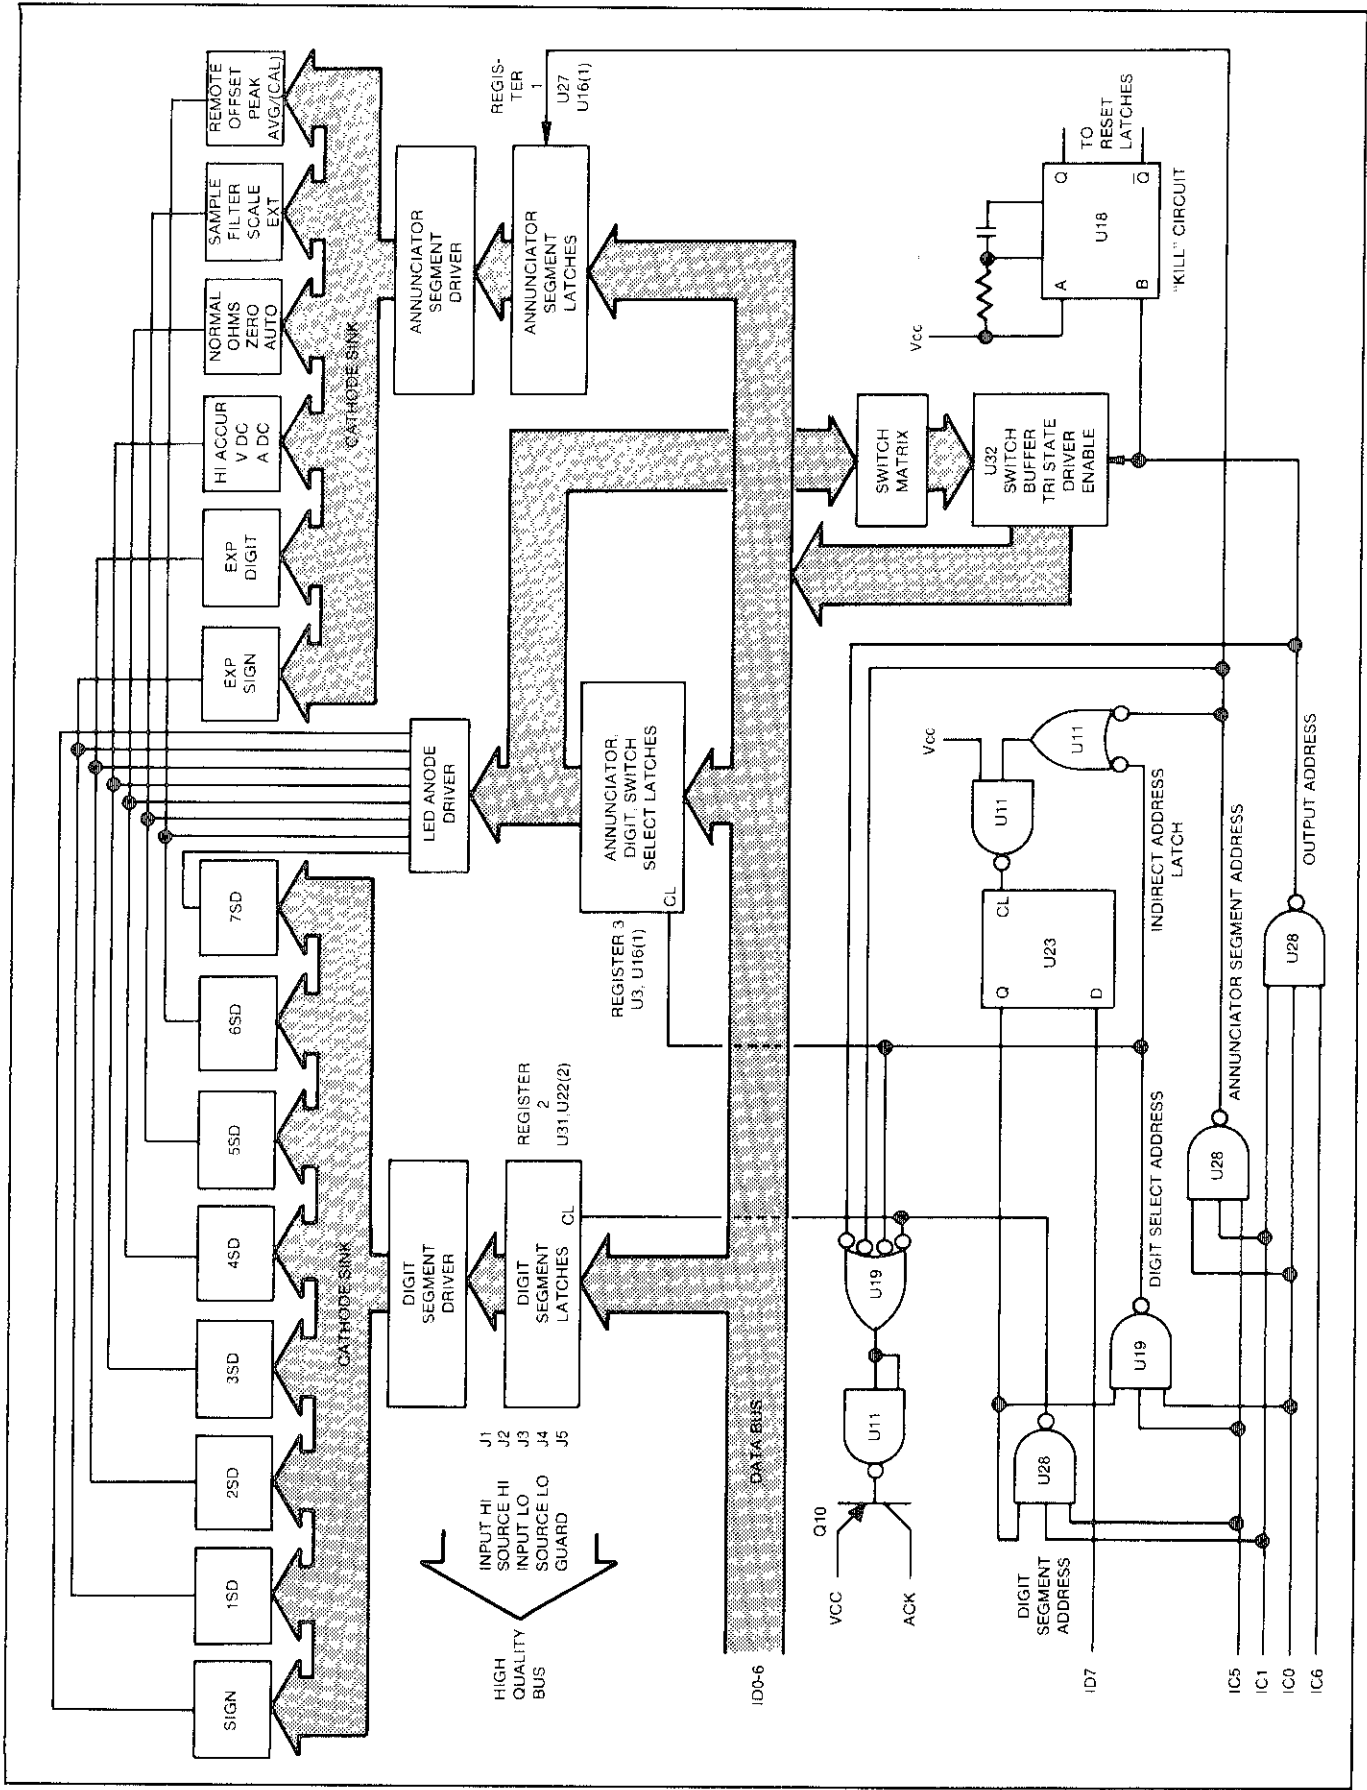 SIGN
1SD
2SD
3SD
4SD
5SD
6SD
7SD
EXP
SIGN
EXP
DIGIT
HI ACCUR
V DC
A DC
NORMAL
OHMS
ZERO
AUTO
SAMPLE
FILTER
SCALE
EXT
REMOTE
OFFSET
PEAK
AVG/(CAL)
CATHODE SINK
CATHODE SINK
DIGIT
SEGMENT
DRIVER
LED ANODE
DRIVER
ANNUNCIATOR
SEGMENT
DRIVER
HIGH
QUALITY
BUS
INPUT HI J1
SOURCE HI J2
INPUT LO J3
SOURCE LO J4
GUARD J5
DIGIT
SEGMENT
LATCHES
CL
REGISTER
2
U31,U22(2)
REGISTER 3
U3, U16(1)
ANNUNCIATOR,
DIGIT, SWITCH
SELECT LATCHES
CL
ANNUNCIATOR
SEGMENT
LATCHES
REGIS-
TER
1
U27
U16(1)
ID0-6
DATA BUS
SWITCH
MATRIX
U32
SWITCH
BUFFER
TRI STATE
DRIVER
ENABLE
Vcc
A
B
U18
Q
Q̅
TO
RESET
LATCHES
"KILL" CIRCUIT
VCC
Q10
ACK
U11
U19
Q
D
U23
CL
U11
Vcc
U11
INDIRECT ADDRESS
LATCH
DIGIT
SEGMENT
ADDRESS
U28
U19
DIGIT SELECT ADDRESS
U28
ANNUNCIATOR SEGMENT ADDRESS
U28
OUTPUT ADDRESS
ID7
IC5
IC1
IC0
IC6